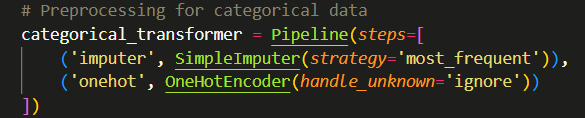 # Preprocessing for categorical data
categorical_transformer = Pipeline(steps=[
    ('imputer', SimpleImputer(strategy='most_frequent')),
    ('onehot', OneHotEncoder(handle_unknown='ignore'))
])